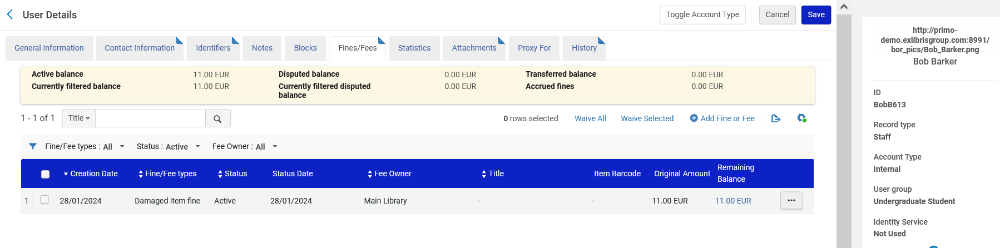 User Details
Toggle Account Type
Cancel
Save
General Information
Contact Information
Identifiers
Notes
Blocks
Fines/Fees
Statistics
Attachments
Proxy For
History
Active balance 11.00 EUR Disputed balance 0.00 EUR Transferred balance 0.00 EUR
Currently filtered balance 11.00 EUR Currently filtered disputed 0.00 EUR Accrued fines 0.00 EUR
balance
1 - 1 of 1 Title 0 rows selected Waive All Waive Selected Add Fine or Fee
Fine/Fee types : All Status : Active Fee Owner : All
Creation Date Fine/Fee types Status Status Date Fee Owner Title Item Barcode Original Amount Remaining
Balance
1 28/01/2024 Damaged item fine Active 28/01/2024 Main Library - - 11.00 EUR 11.00 EUR ...
http://primo-
demo.exlibrisgroup.com:8991/
bor_pics/Bob_Barker.png
Bob Barker
ID
BobB613
Record type
Staff
Account Type
Internal
User group
Undergraduate Student
Identity Service
Not Used